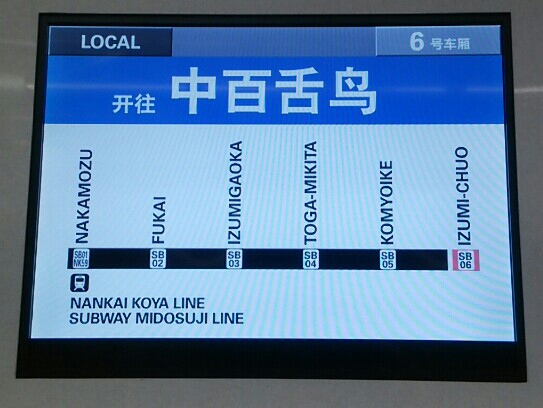 LOCAL
6 号车厢
开往 中百舌鸟
NAKAMOZU
FUKAI
IZUMIGAOKA
TOGA-MIKITA
KOMYOIKE
IZUMI-CHUO
SB01
NK59
SB
02
SB
03
SB
04
SB
05
SB
06
NANKAI KOYA LINE
SUBWAY MIDOSUJI LINE